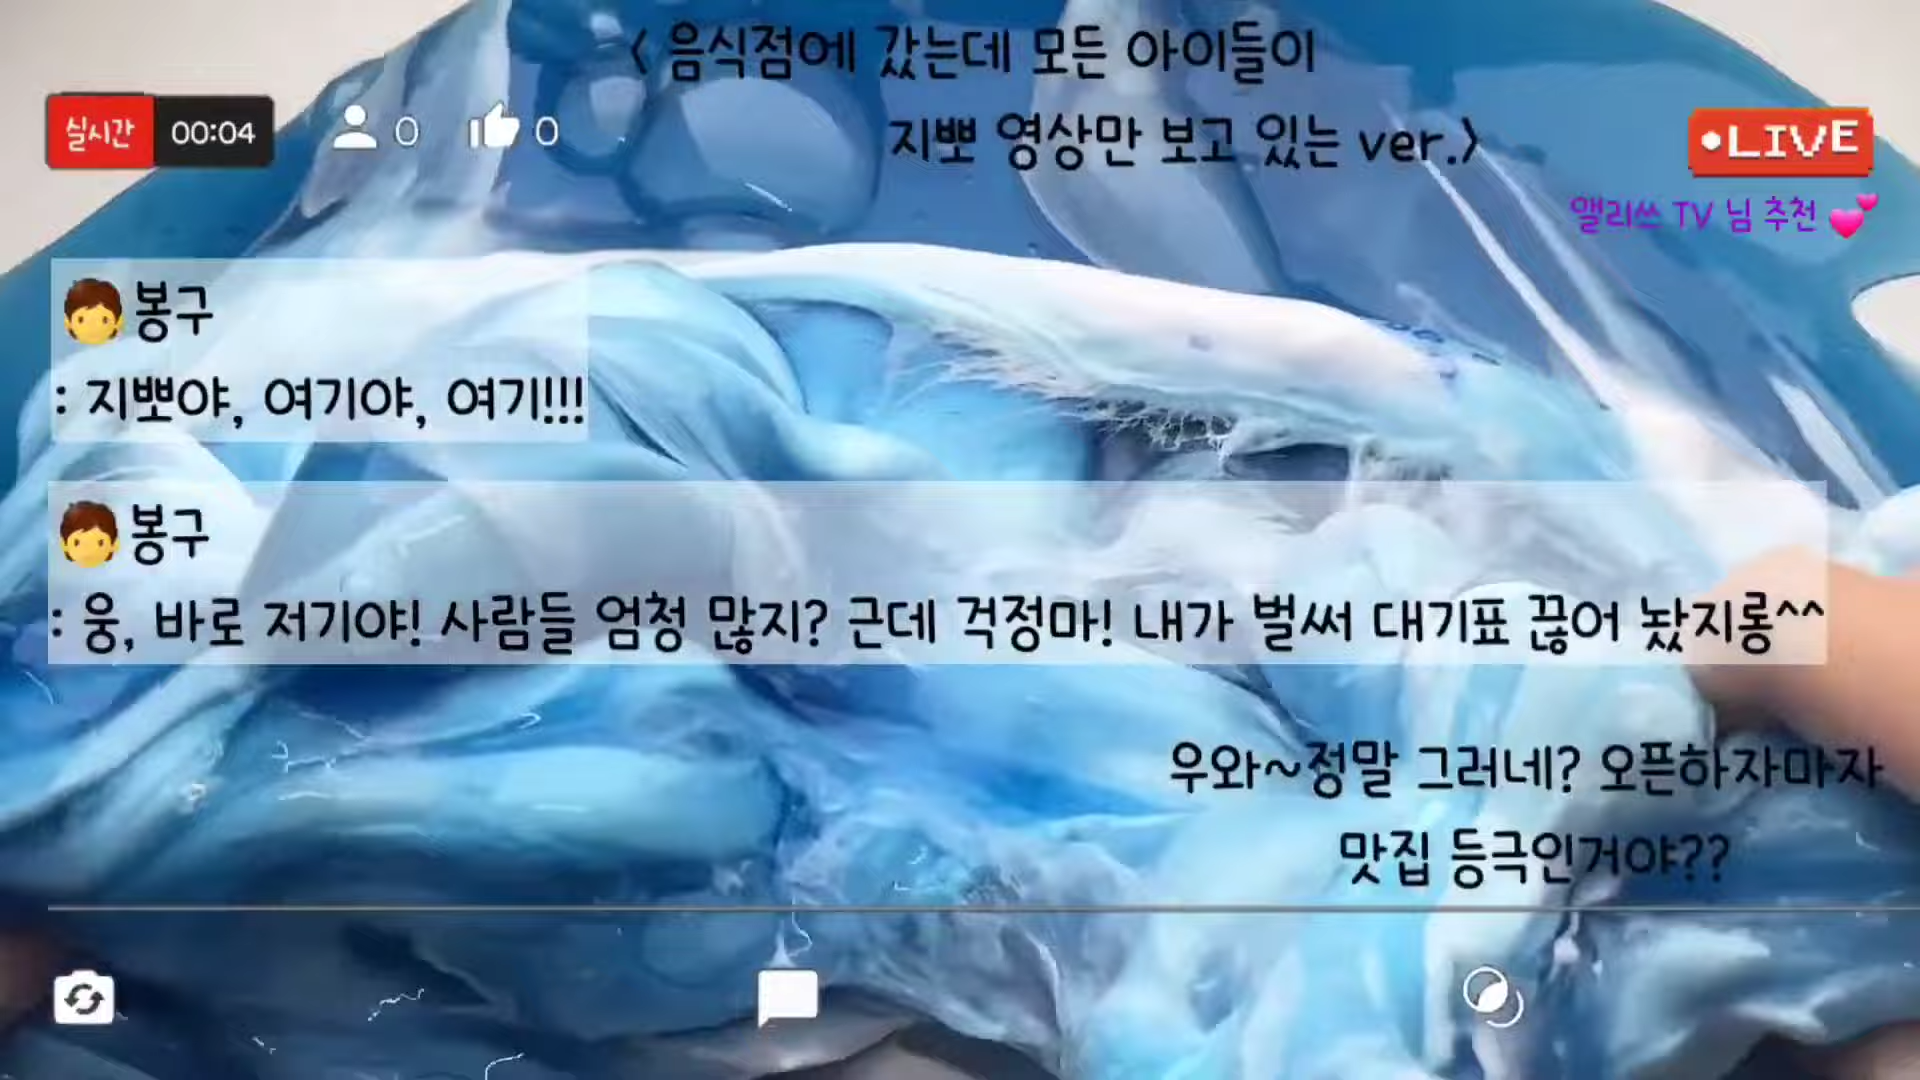 < 음식점에 갔는데 모든 아이들이
지뽀 영상만 보고 있는 ver.>
실시간 00:04 0 0
•LIVE
앨리쓰 TV 님 추천 💕
봉구
: 지뽀야, 여기야, 여기!!!
봉구
: 웅, 바로 저기야! 사람들 엄청 많지? 근데 걱정마! 내가 벌써 대기표 끊어 놨지롱^^
우와~정말 그러네? 오픈하자마자
맛집 등극인거야??